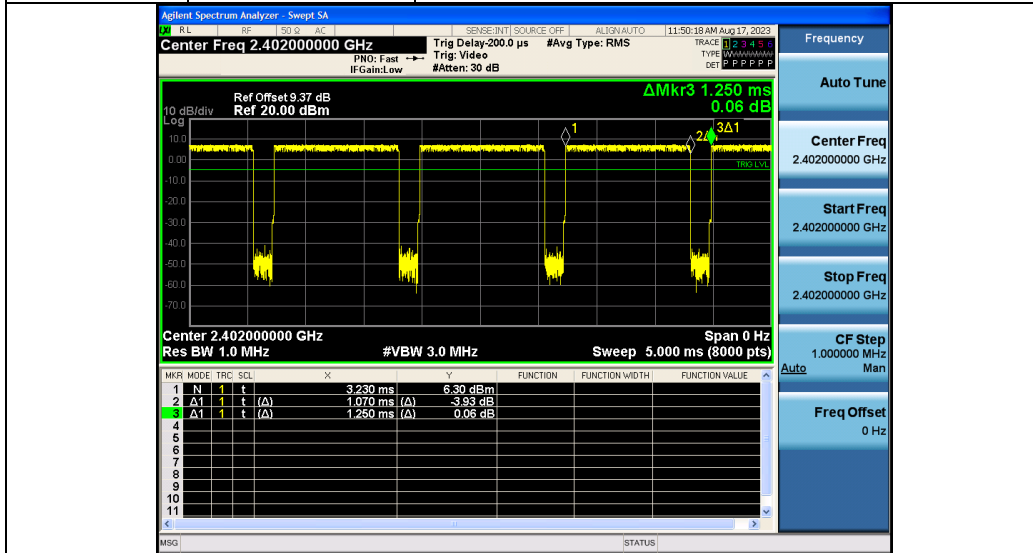 Agilent Spectrum Analyzer - Swept SA
RL RF 50 Ω AC SENSE:INT SOURCE OFF ALIGN AUTO 11:50:18 AM Aug 17, 2023
Center Freq 2.402000000 GHz
PNO: Fast
IFGain:Low
Trig Delay-200.0 µs
Trig: Video
#Atten: 30 dB
#Avg Type: RMS
TRACE 1 2 3 4 5 6
TYPE WWWWWW
DET P P P P P P
Frequency
ΔMkr3 1.250 ms
0.06 dB
Ref Offset 9.37 dB
10 dB/div Ref 20.00 dBm
Log
1
2Δ1
3Δ1
10.0
0.00
TRIG LVL
-10.0
-20.0
-30.0
-40.0
-50.0
-60.0
-70.0
Center 2.402000000 GHz Span 0 Hz
Res BW 1.0 MHz #VBW 3.0 MHz Sweep 5.000 ms (8000 pts)
MKR MODE TRC SCL X Y FUNCTION FUNCTION WIDTH FUNCTION VALUE
1 N 1 t 3.230 ms 6.30 dBm
2 Δ1 1 t (Δ) 1.070 ms (Δ) -3.93 dB
3 Δ1 1 t (Δ) 1.250 ms (Δ) 0.06 dB
4
5
6
7
8
9
10
11
MSG STATUS
Auto Tune
Center Freq
2.402000000 GHz
Start Freq
2.402000000 GHz
Stop Freq
2.402000000 GHz
CF Step
1.000000 MHz
Auto Man
Freq Offset
0 Hz